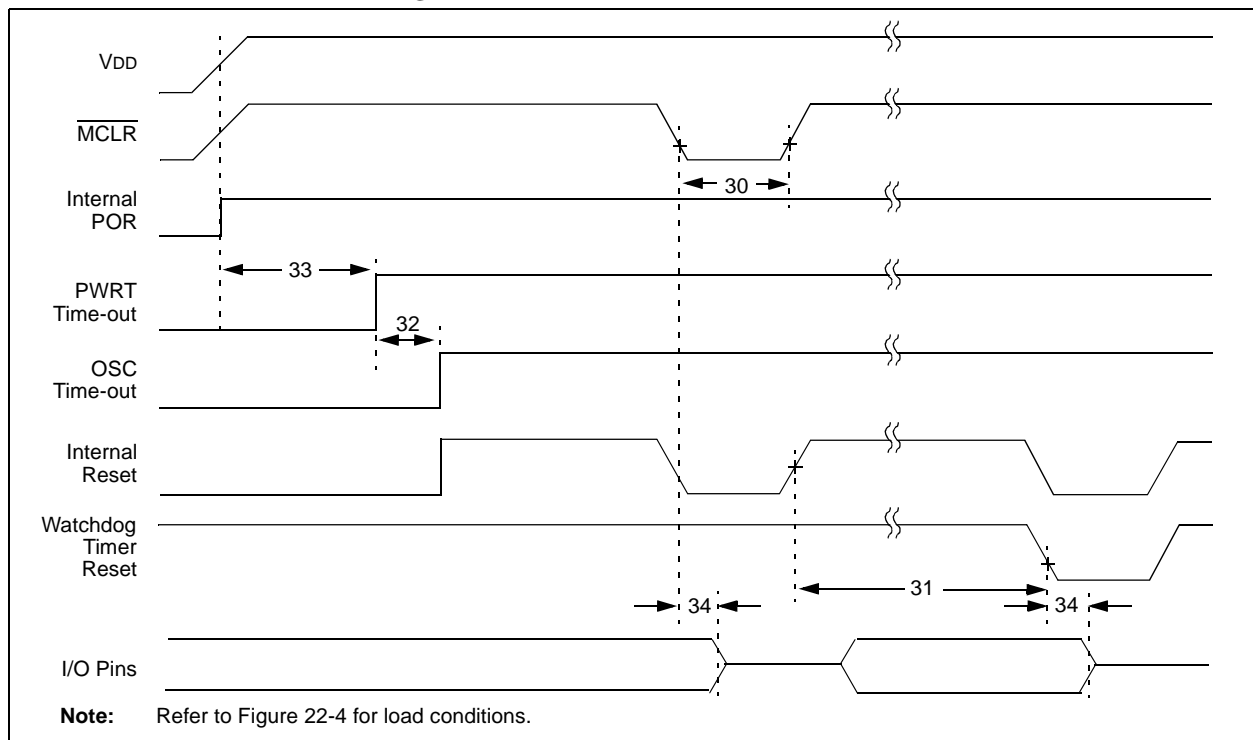 VDD
MCLR
30
Internal
POR
33
PWRT
Time-out
32
OSC
Time-out
Internal
Reset
Watchdog
Timer
Reset
31
34
34
I/O Pins
Note: Refer to Figure 22-4 for load conditions.